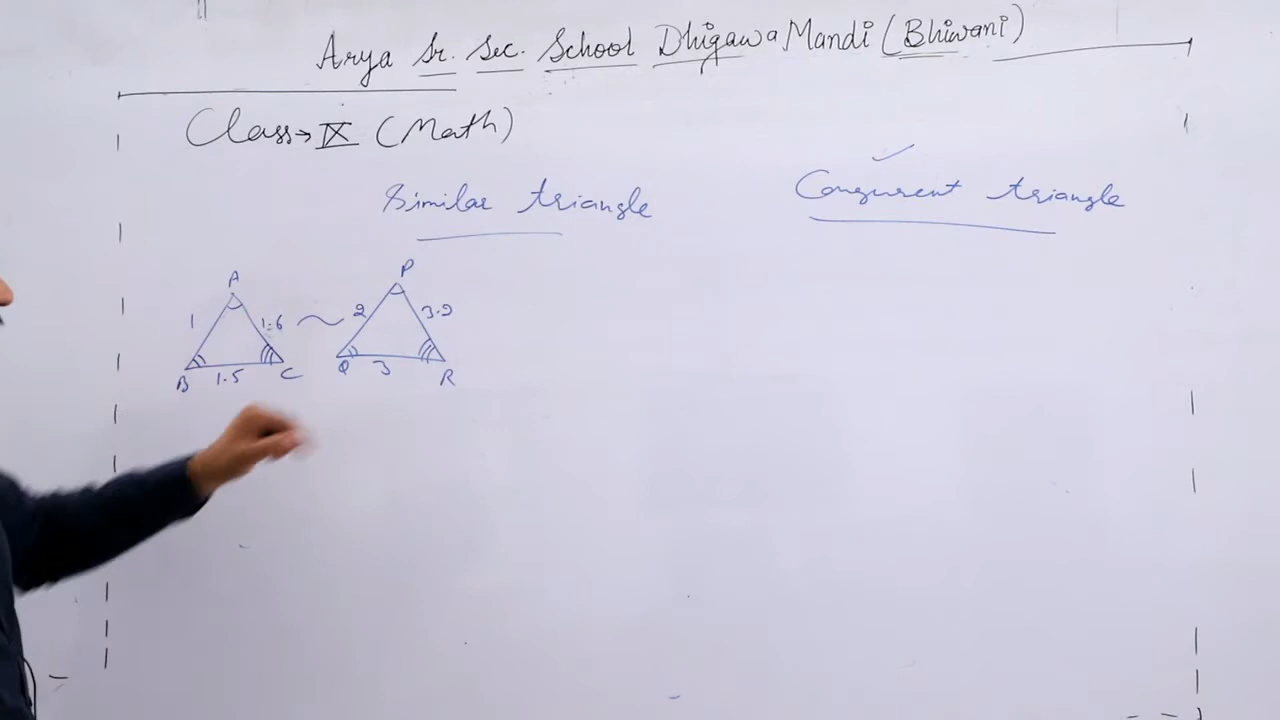 Arya Sr. Sec. School Dhigawa Mandi (Bhiwani)
Class→IX (Math)
Similar triangle
Congurent triangle
A
P
1
1.6
~
2
3.2
B
1.5
C
Q
3
R